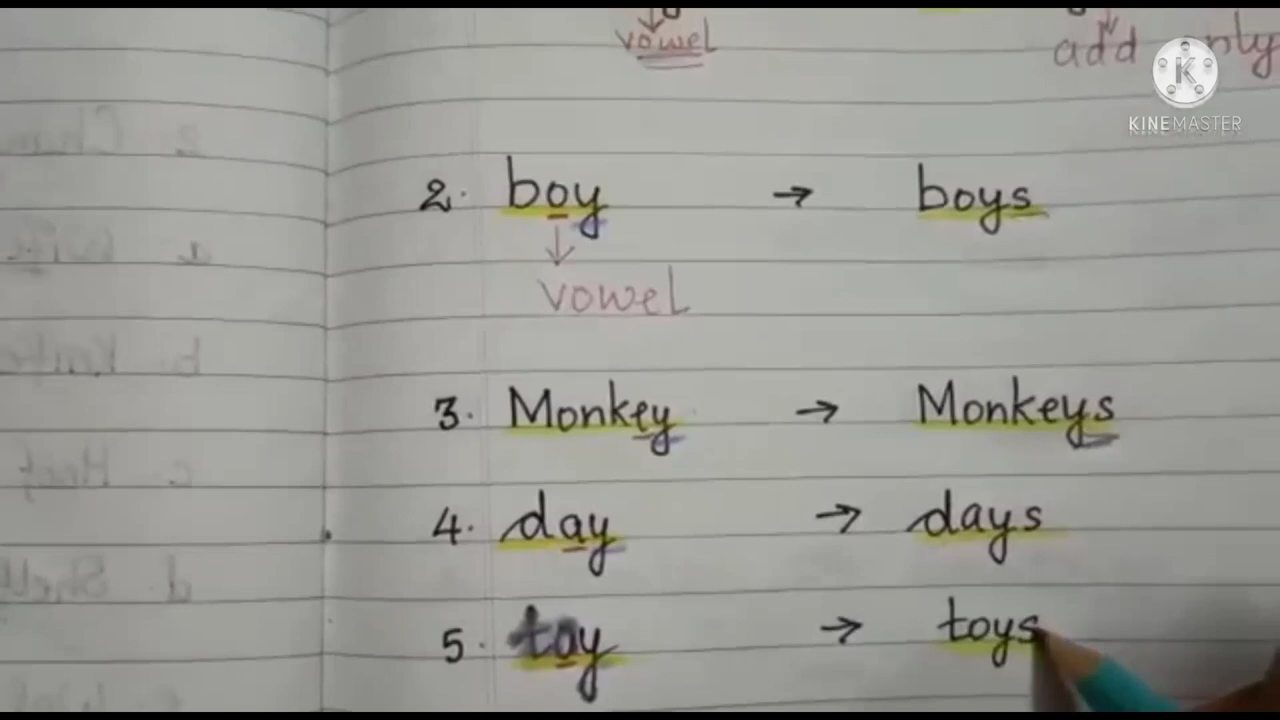 vowel add only
KINEMASTER
2. boy → boys
vowel
3. Monkey → Monkeys
4. day → days
5. toy → toys